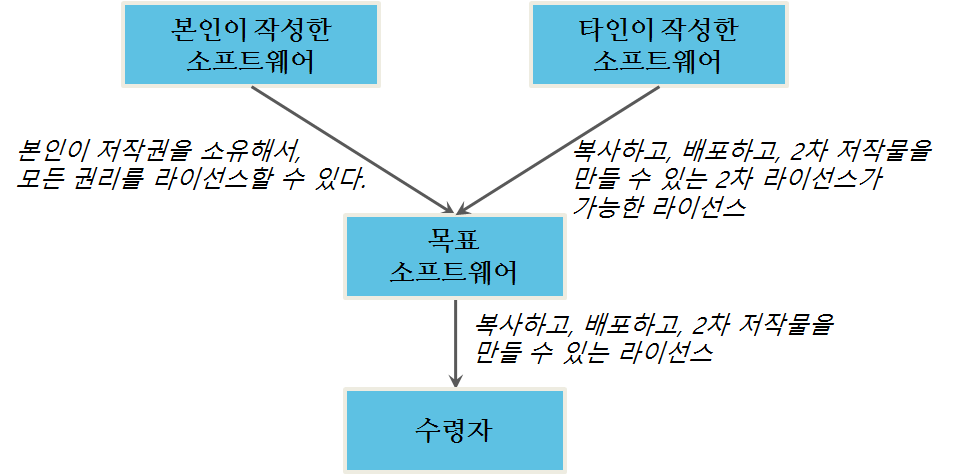 본인이 작성한
소프트웨어
타인이 작성한
소프트웨어
본인이 저작권을 소유해서,
모든 권리를 라이선스할 수 있다.
복사하고, 배포하고, 2차 저작물을
만들 수 있는 2차 라이선스가
가능한 라이선스
목표
소프트웨어
복사하고, 배포하고, 2차 저작물을
만들 수 있는 라이선스
수령자